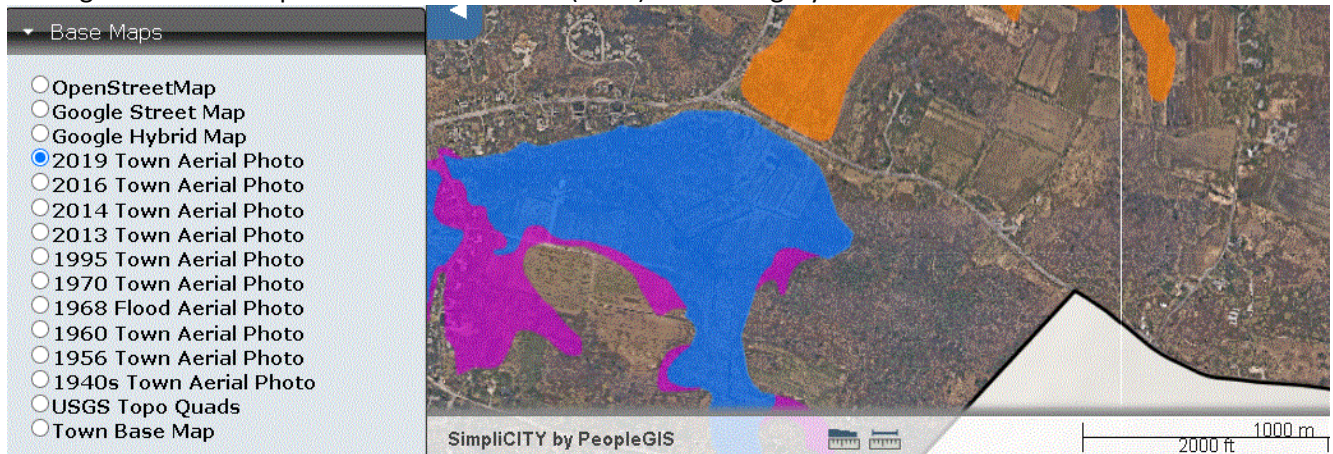 Base Maps
OpenStreetMap
Google Street Map
Google Hybrid Map
2019 Town Aerial Photo
2016 Town Aerial Photo
2014 Town Aerial Photo
2013 Town Aerial Photo
1995 Town Aerial Photo
1970 Town Aerial Photo
1968 Flood Aerial Photo
1960 Town Aerial Photo
1956 Town Aerial Photo
1940s Town Aerial Photo
USGS Topo Quads
Town Base Map
SimpliCITY by PeopleGIS
1000 m
2000 ft